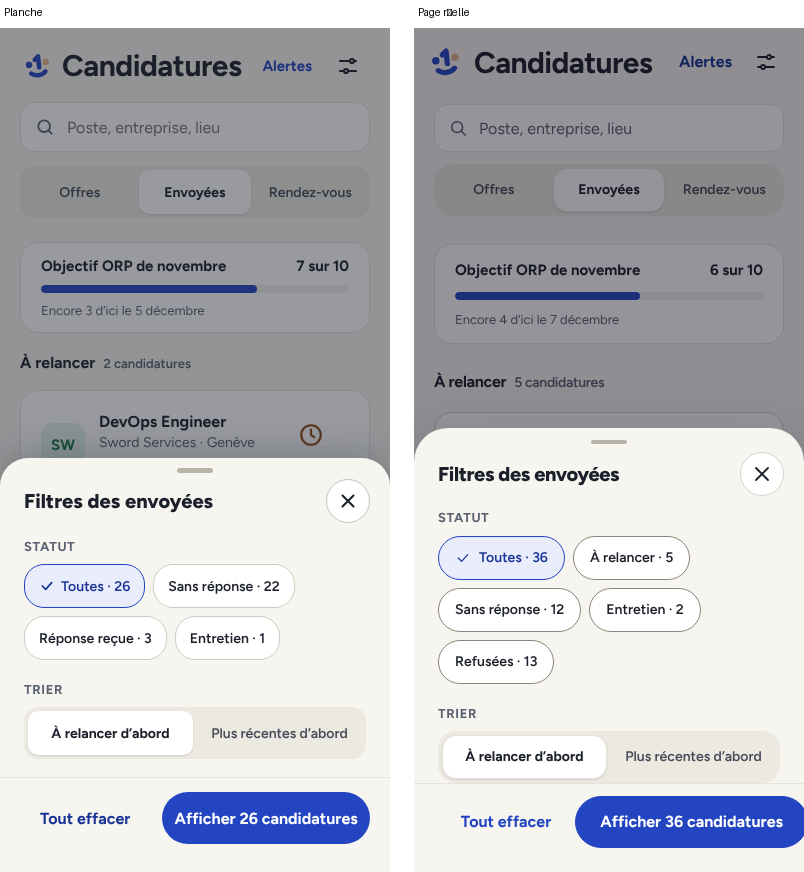 Planche
Candidatures
Alertes
Poste, entreprise, lieu
Offres
Envoyées
Rendez-vous
Objectif ORP de novembre
7 sur 10
Encore 3 d’ici le 5 décembre
À relancer
2 candidatures
DevOps Engineer
SW
Sword Services · Genève
Filtres des envoyées
STATUT
Toutes · 26
Sans réponse · 22
Réponse reçue · 3
Entretien · 1
TRIER
À relancer d’abord
Plus récentes d’abord
Tout effacer
Afficher 26 candidatures
Page
Candidatures
Alertes
Poste, entreprise, lieu
Offres
Envoyées
Rendez-vous
Objectif ORP de novembre
6 sur 10
Encore 4 d’ici le 7 décembre
À relancer
5 candidatures
Filtres des envoyées
STATUT
Toutes · 36
À relancer · 5
Sans réponse · 12
Entretien · 2
Refusées · 13
TRIER
À relancer d’abord
Plus récentes d’abord
Tout effacer
Afficher 36 candidatures